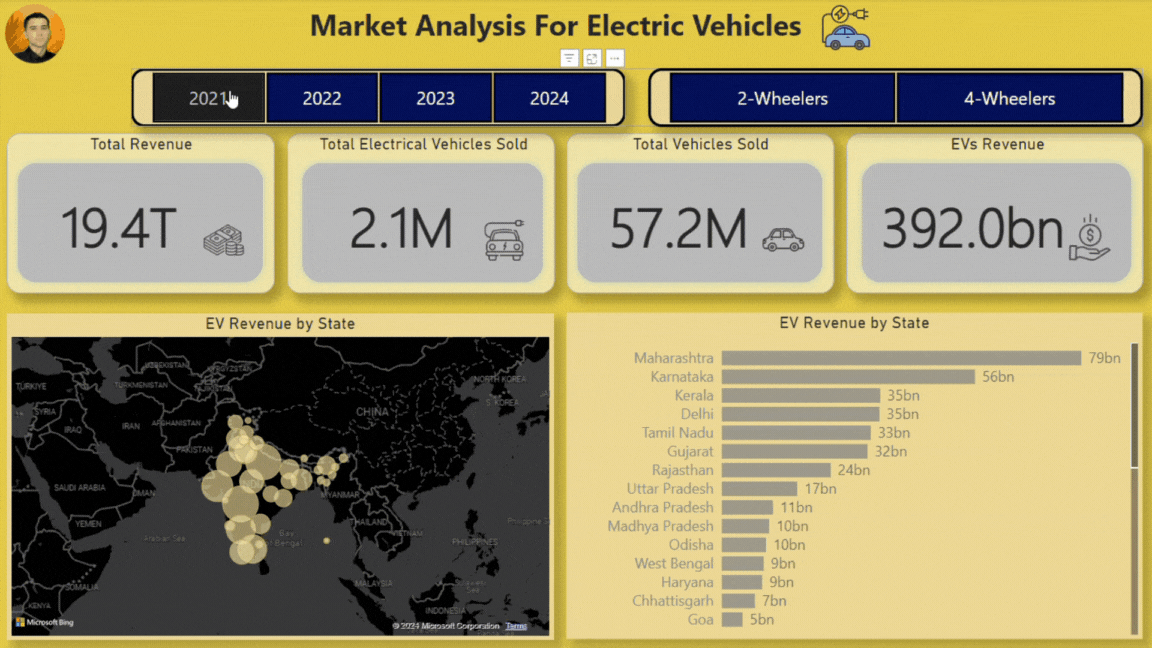 Market Analysis For Electric Vehicles
2021 2022 2023 2024
2-Wheelers 4-Wheelers
Total Revenue
19.4T
Total Electrical Vehicles Sold
2.1M
Total Vehicles Sold
57.2M
EVs Revenue
392.0bn
EV Revenue by State
TÜRKIYE
SYRIA
IRAQ
IRAN
UZBEKISTAN
KYRGYZSTAN
TURKMENISTAN
AFGHANISTAN
PAKISTAN
CHINA
NORTH KOREA
S. KOREA
SAUDI ARABIA
OMAN
YEMEN
Arabian Sea
Bay
of Bengal
MYANMAR
THAILAND
VIETNAM
PHILIPPINES
Philippine
SOMALIA
KENYA
MALAYSIA
INDONESIA
Microsoft Bing
© 2024 Microsoft Corporation Terms
EV Revenue by State
Maharashtra 79bn
Karnataka 56bn
Kerala 35bn
Delhi 35bn
Tamil Nadu 33bn
Gujarat 32bn
Rajasthan 24bn
Uttar Pradesh 17bn
Andhra Pradesh 11bn
Madhya Pradesh 10bn
Odisha 10bn
West Bengal 9bn
Haryana 9bn
Chhattisgarh 7bn
Goa 5bn